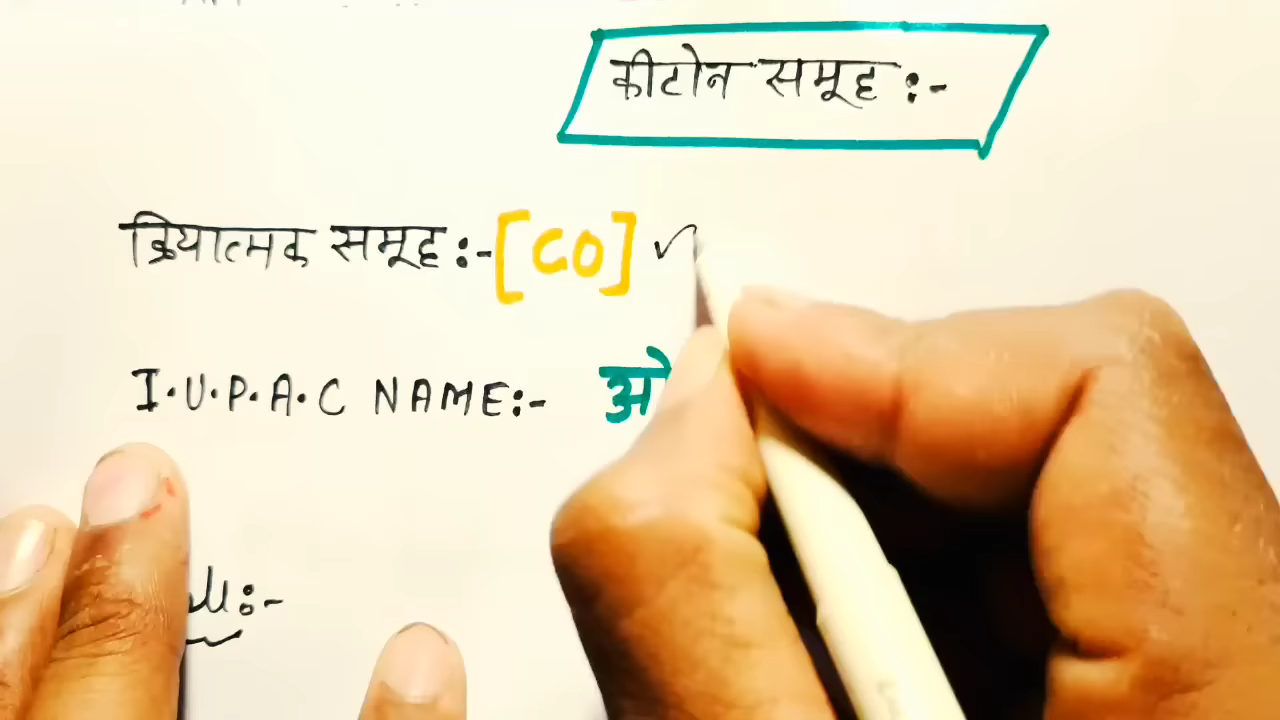 कीटोन समूह :-
क्रियात्मक समूह :- [CO]
I.U.P.A.C NAME:-